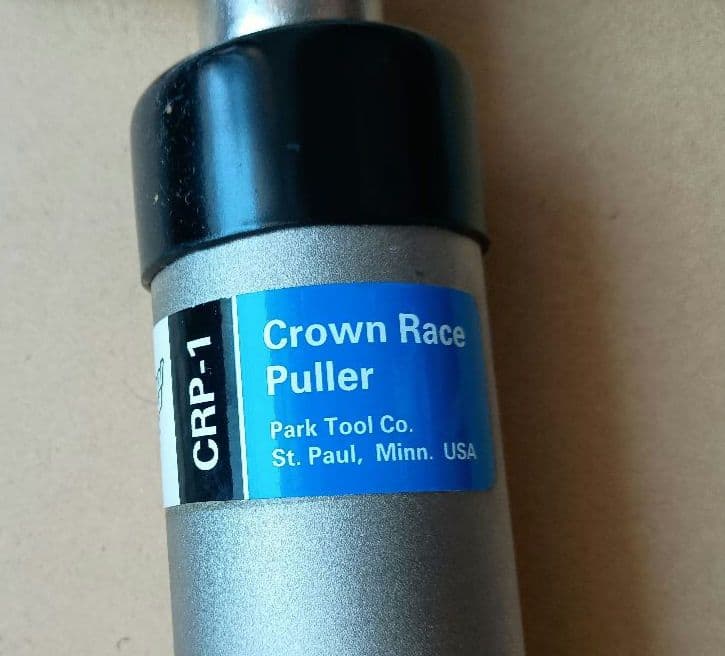 CRP-1
Crown Race
Puller
Park Tool Co.
St. Paul, Minn. USA